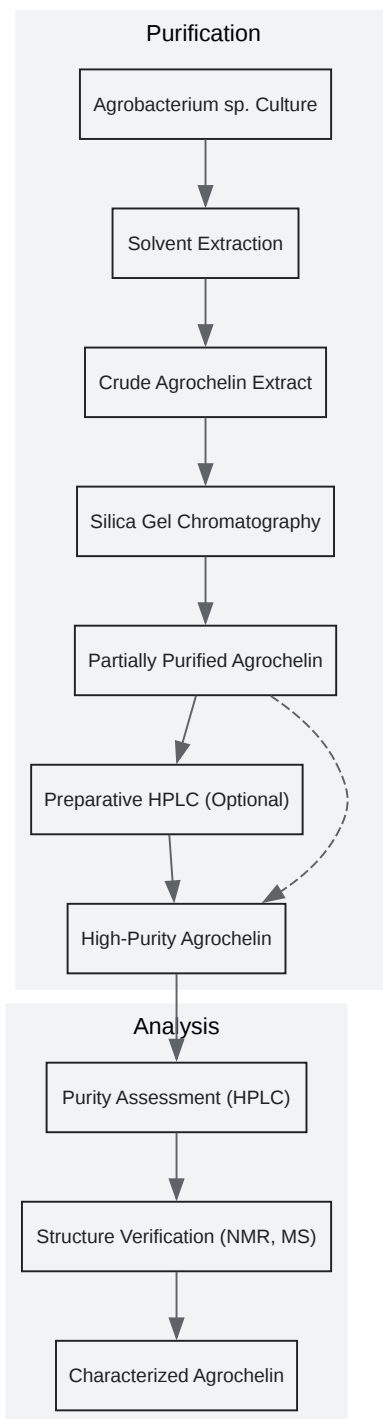 Purification
Agrobacterium sp. Culture
Solvent Extraction
Crude Agrochelin Extract
Silica Gel Chromatography
Partially Purified Agrochelin
Preparative HPLC (Optional)
High-Purity Agrochelin
Analysis
Purity Assessment (HPLC)
Structure Verification (NMR, MS)
Characterized Agrochelin